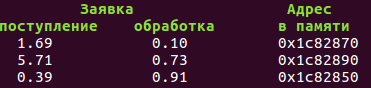 Заявка Адрес
поступление обработка в памяти
1.69 0.10 0x1c82870
5.71 0.73 0x1c82890
0.39 0.91 0x1c82850